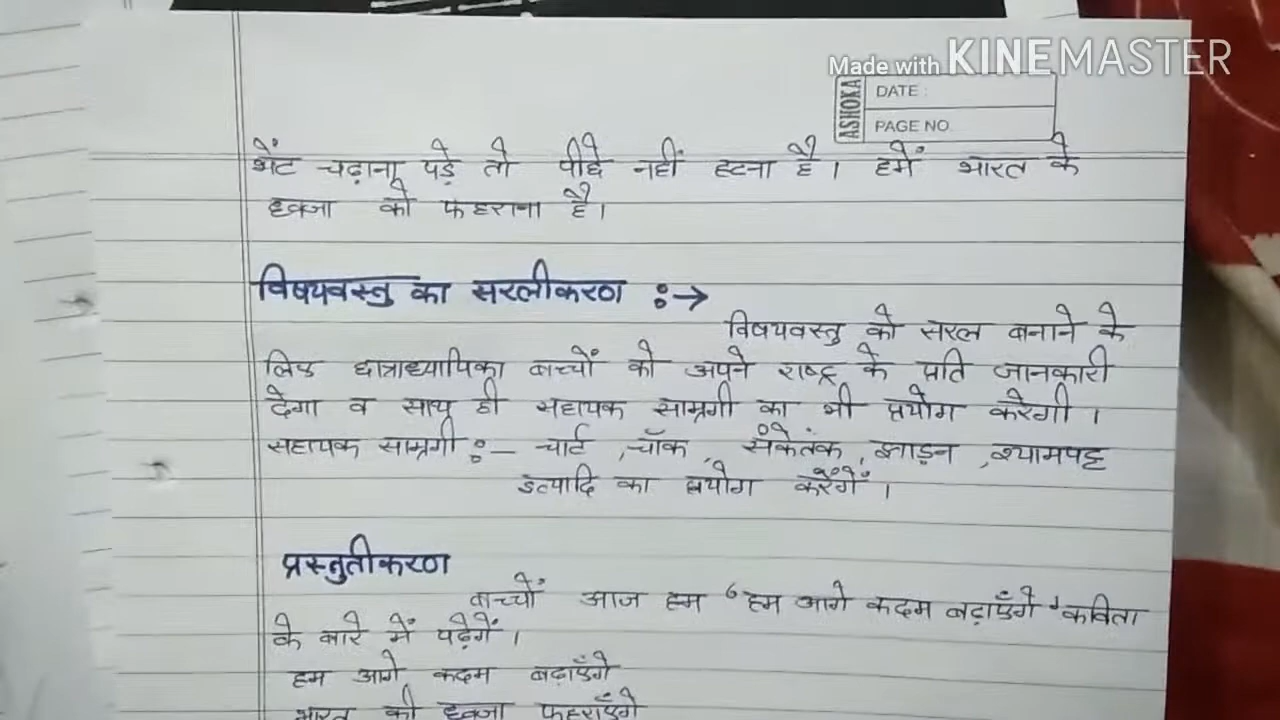 Made with KINEMASTER
ASHOKA
DATE :
PAGE NO.
भेंट चढ़ाना पड़े तो पीछे नहीं हटना है। हमें भारत के
ध्वजा को फहराना है।
विषयवस्तु का सरलीकरण :→
विषयवस्तु को सरल बनाने के
लिए छात्राध्यापिका बच्चों को अपने राष्ट्र के प्रति जानकारी
देगा व साथ ही सहायक सामग्री का भी प्रयोग करेगी।
सहायक सामग्री :- चार्ट, चॉक, संकेतक, झाड़न, श्यामपट्ट
इत्यादि का प्रयोग करेंगें।
प्रस्तुतीकरण
बच्चों आज हम 'हम आगे कदम बढ़ाएँगे' कविता
के बारे में पढ़ेगें।
हम आगे कदम बढ़ाएँगे
भारत की ध्वजा फहराएँगे